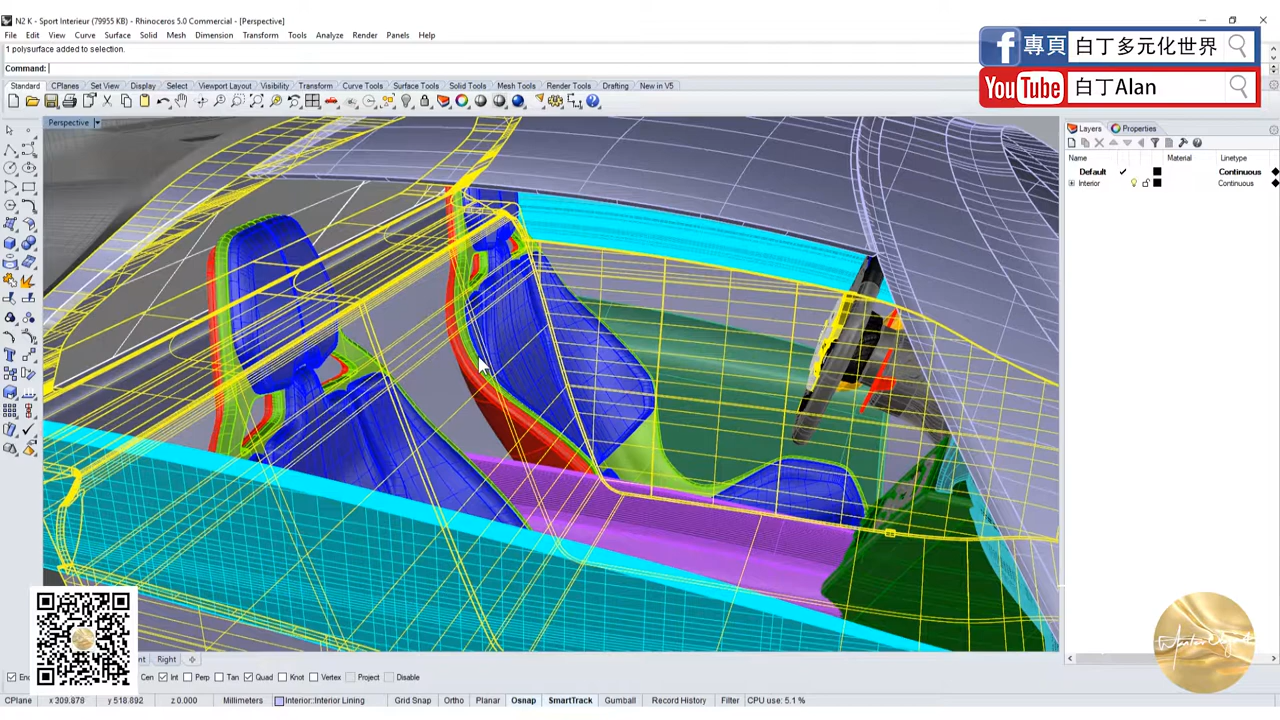 N2 K - Sport Interieur (79955 KB) - Rhinoceros 5.0 Commercial - [Perspective]
File Edit View Curve Surface Solid Mesh Dimension Transform Tools Analyze Render Panels Help
1 polysurface added to selection.
Command:
f 專頁 白丁多元化世界
YouTube 白丁Alan
Standard CPlanes Set View Display Select Viewport Layout Visibility Transform Curve Tools Surface Tools Solid Tools Mesh Tools Render Tools Drafting New in V5
Perspective
Layers Properties
Name Material Linetype
Default Continuous
Interior Continuous
nt Right
End Cen Int Perp Tan Quad Knot Vertex Project Disable
CPlane x 309.878 y 518.892 z 0.000 Millimeters Interior::Interior Lining Grid Snap Ortho Planar Osnap SmartTrack Gumball Record History Filter CPU use: 5.1 %